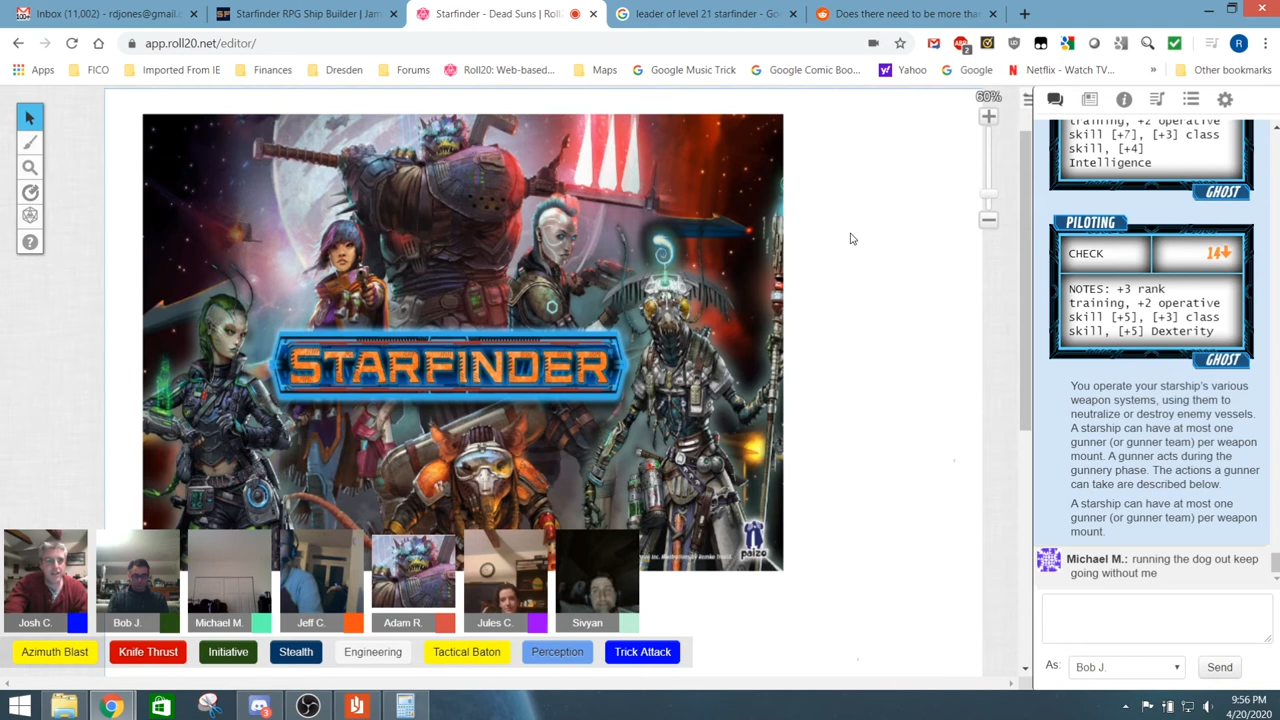 Inbox (11,002) - rdjones@gmail.c
Starfinder RPG Ship Builder | Jam
Starfinder - Dead Suns | Roll2
leader of level 21 starfinder - Go
Does there need to be more tha
app.roll20.net/editor/
Apps
FICO
Imported From IE
Finances
Dresden
Forums
Roll20: Web-based...
Maps
Google Music Trick
Google Comic Boo...
Yahoo
Google
Netflix - Watch TV...
»
Other bookmarks
60%
training, +2 operative
skill [+7], [+3] class
skill, [+4]
Intelligence
GHOST
PILOTING
CHECK
14
NOTES: +3 rank
training, +2 operative
skill [+5], [+3] class
skill, [+5] Dexterity
GHOST
You operate your starship's various
weapon systems, using them to
neutralize or destroy enemy vessels.
A starship can have at most one
gunner (or gunner team) per weapon
mount. A gunner acts during the
gunnery phase. The actions a gunner
can take are described below.
A starship can have at most one
gunner (or gunner team) per weapon
mount.
Michael M.: running the dog out keep
going without me
STARFINDER
paizo
Josh C.
Bob J.
Michael M.
Jeff C.
Adam R.
Jules C.
Sivyan
Azimuth Blast
Knife Thrust
Initiative
Stealth
Engineering
Tactical Baton
Perception
Trick Attack
As:
Bob J.
Send
9:56 PM
4/20/2020